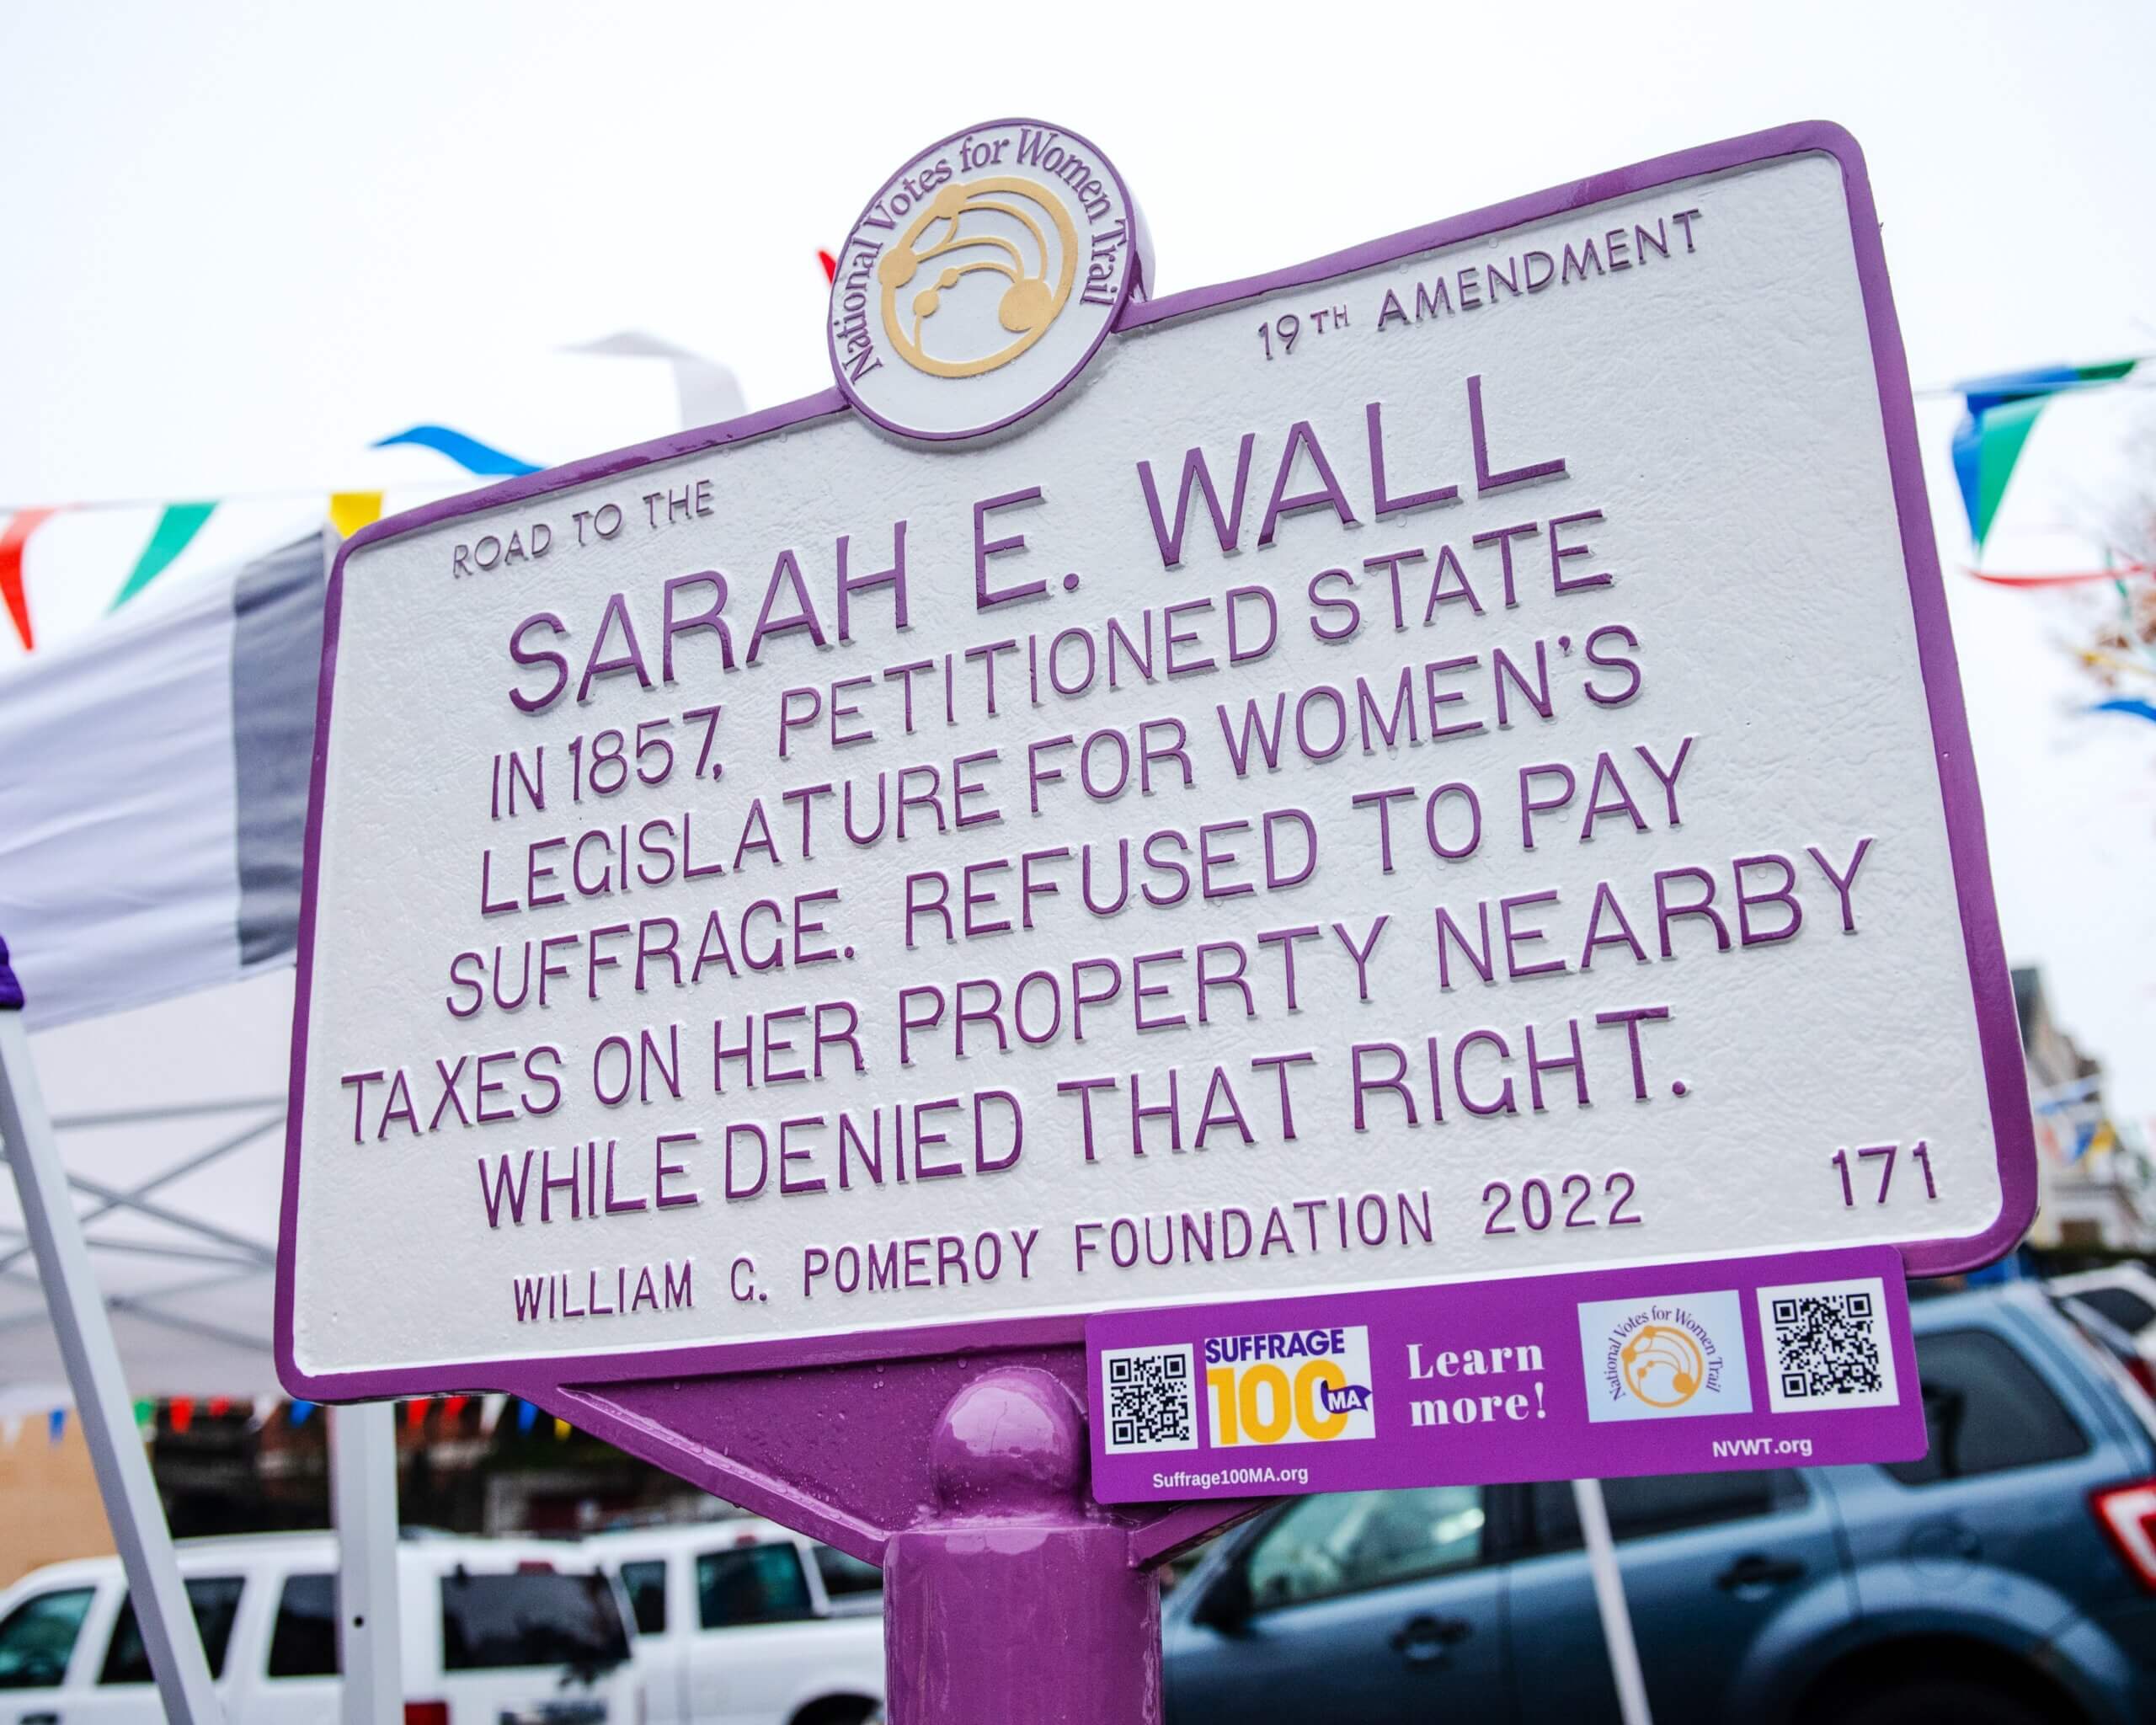 National Votes for Women Trail
ROAD TO THE
19TH AMENDMENT
SARAH E. WALL
IN 1857, PETITIONED STATE
LEGISLATURE FOR WOMEN'S
SUFFRAGE. REFUSED TO PAY
TAXES ON HER PROPERTY NEARBY
WHILE DENIED THAT RIGHT.
WILLIAM G. POMEROY FOUNDATION 2022
171
SUFFRAGE
100
MA
Suffrage100MA.org
Learn
more!
National Votes for Women Trail
NVWT.org